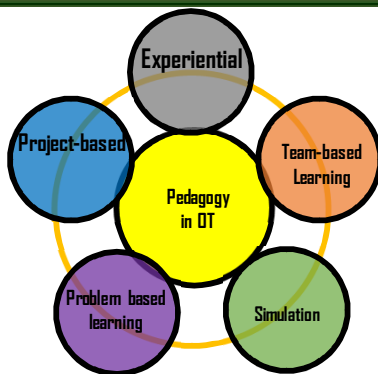 Experiential
Project-based
Team-based
Learning
Pedagogy
in OT
Problem based
learning
Simulation